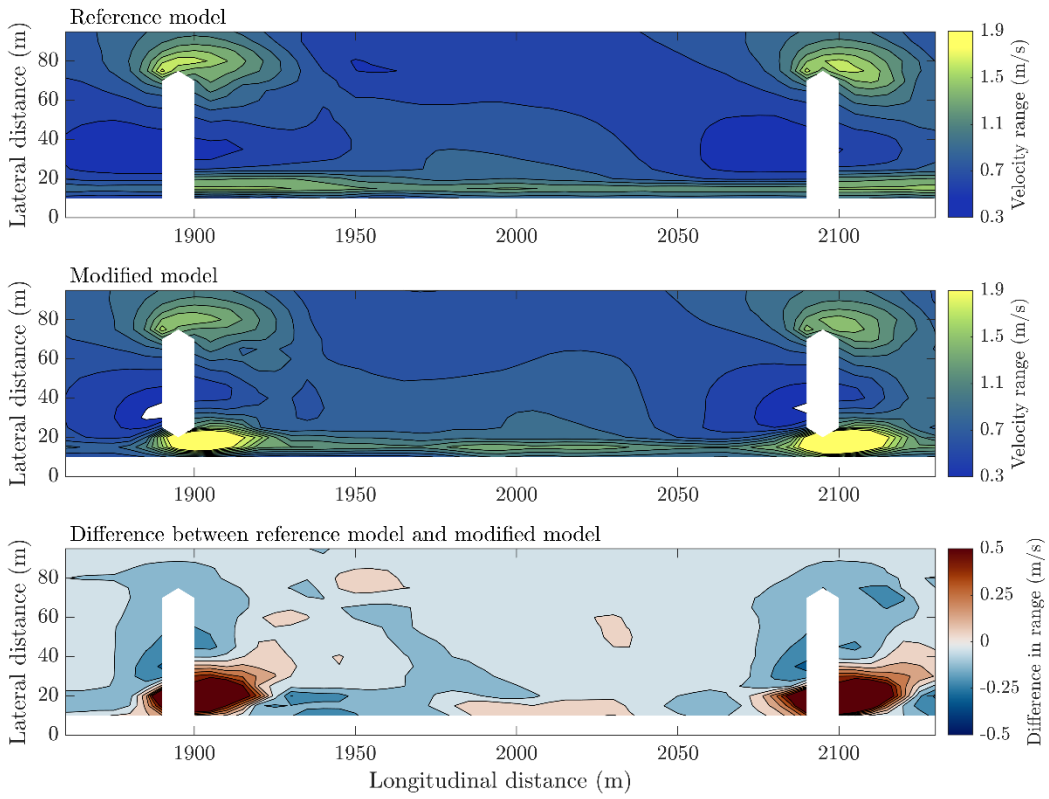 Reference model
Lateral distance (m)
80
60
40
20
0
1900 1950 2000 2050 2100
1.9
1.5
1.1
0.7
0.3
Velocity range (m/s)
Modified model
Lateral distance (m)
80
60
40
20
0
1900 1950 2000 2050 2100
1.9
1.5
1.1
0.7
0.3
Velocity range (m/s)
Difference between reference model and modified model
Lateral distance (m)
80
60
40
20
0
1900 1950 2000 2050 2100
Longitudinal distance (m)
0.5
0.25
0
-0.25
-0.5
Difference in range (m/s)